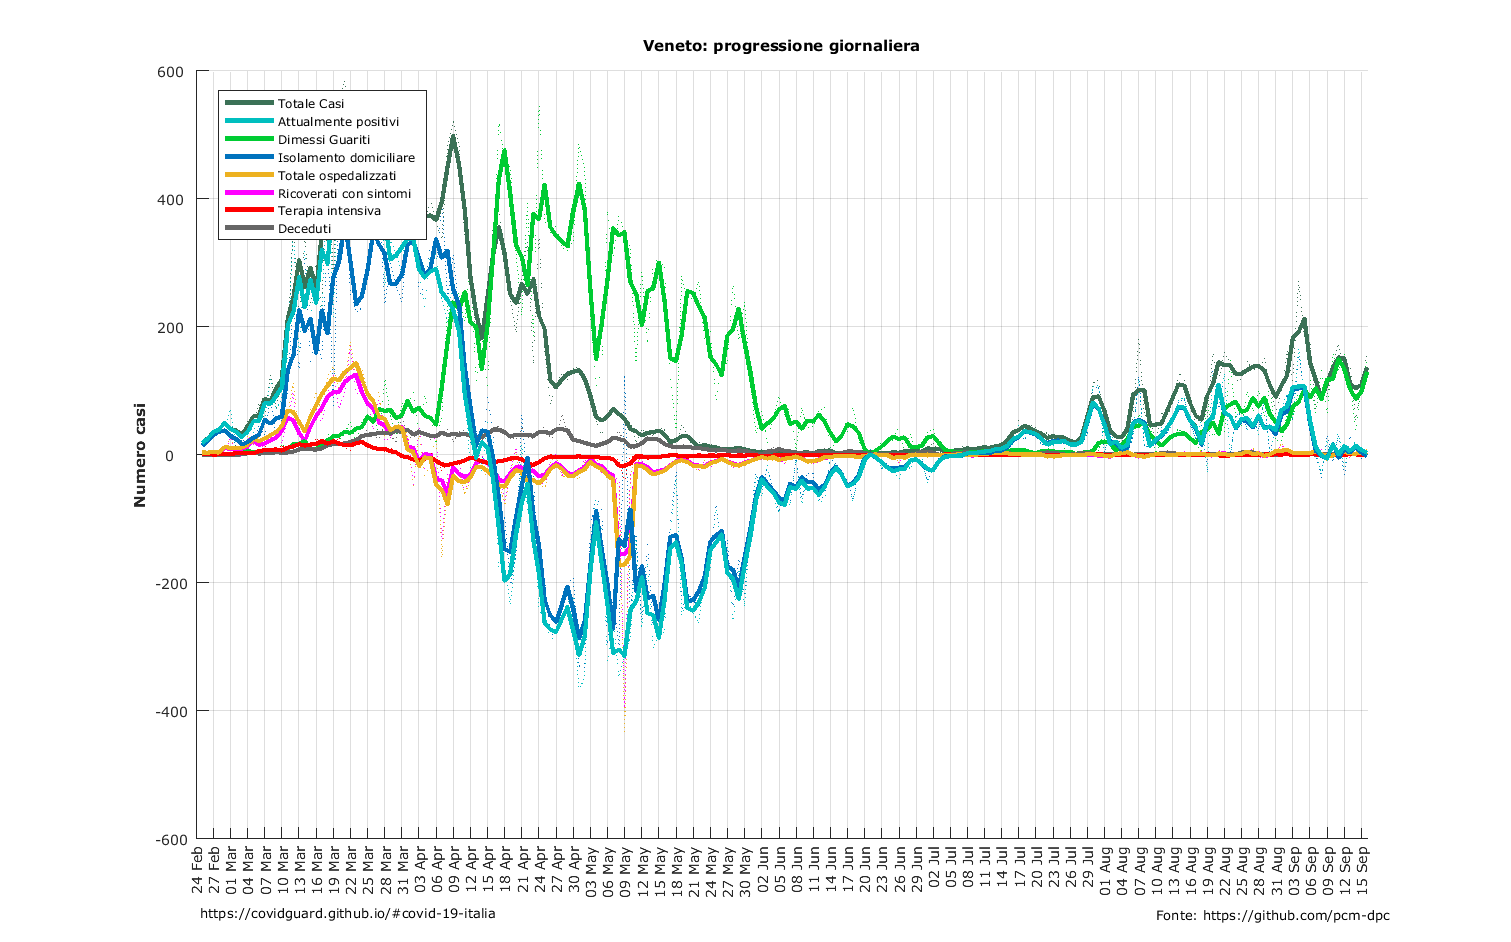 Veneto: progressione giornaliera
600
400
200
0
-200
-400
-600
Numero casi
Totale Casi
Attualmente positivi
Dimessi Guariti
Isolamento domiciliare
Totale ospedalizzati
Ricoverati con sintomi
Terapia intensiva
Deceduti
24 Feb
27 Feb
01 Mar
04 Mar
07 Mar
10 Mar
13 Mar
16 Mar
19 Mar
22 Mar
25 Mar
28 Mar
31 Mar
03 Apr
06 Apr
09 Apr
12 Apr
15 Apr
18 Apr
21 Apr
24 Apr
27 Apr
30 Apr
03 May
06 May
09 May
12 May
15 May
18 May
21 May
24 May
27 May
30 May
02 Jun
05 Jun
08 Jun
11 Jun
14 Jun
17 Jun
20 Jun
23 Jun
26 Jun
29 Jun
02 Jul
05 Jul
08 Jul
11 Jul
14 Jul
17 Jul
20 Jul
23 Jul
26 Jul
29 Jul
01 Aug
04 Aug
07 Aug
10 Aug
13 Aug
16 Aug
19 Aug
22 Aug
25 Aug
28 Aug
31 Aug
03 Sep
06 Sep
09 Sep
12 Sep
15 Sep
https://covidguard.github.io/#covid-19-italia
Fonte: https://github.com/pcm-dpc